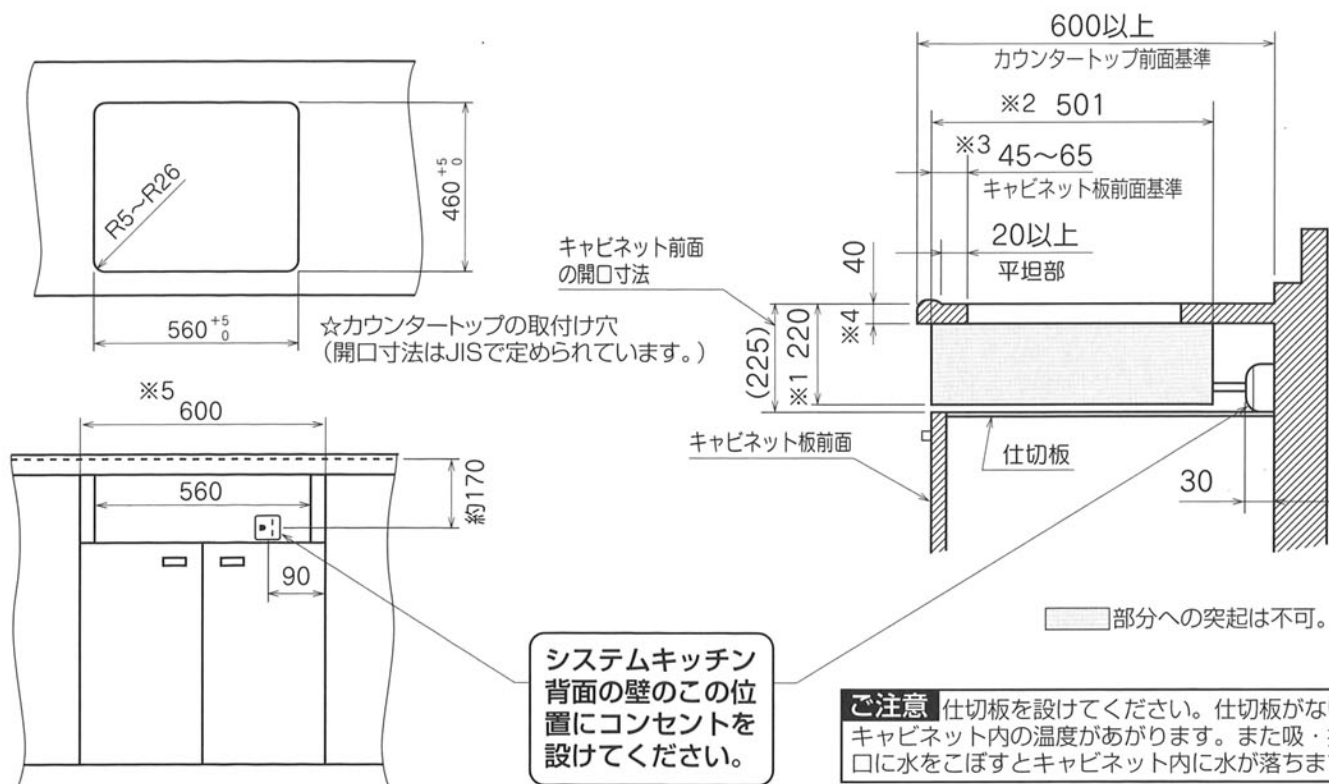 R5～R26
460 +5 0
560 +5 0
☆カウンタートップの取付け穴
（開口寸法はJISで定められています。）
600以上
カウンタートップ前面基準
※2 501
※3 45～65
キャビネット板前面基準
20以上
平坦部
キャビネット前面
の開口寸法
40
※4
※1 220
(225)
キャビネット板前面
仕切板
30
※5
600
560
約170
90
システムキッチン
背面の壁のこの位
置にコンセントを
設けてください。
部分への突起は不可。
ご注意 仕切板を設けてください。仕切板がな
キャビネット内の温度があがります。また吸・
口に水をこぼすとキャビネット内に水が落ちま